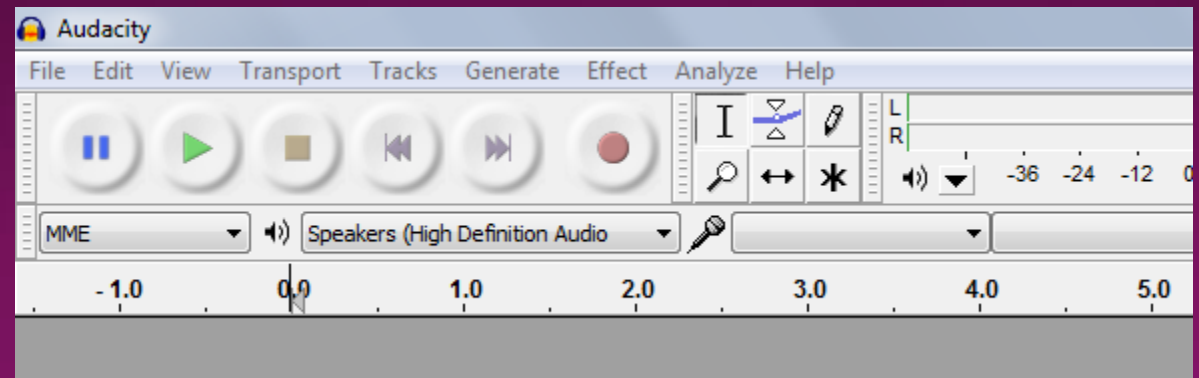 Audacity
File Edit View Transport Tracks Generate Effect Analyze Help
L
R
-36 -24 -12 0
MME Speakers (High Definition Audio
- 1.0 0.0 1.0 2.0 3.0 4.0 5.0